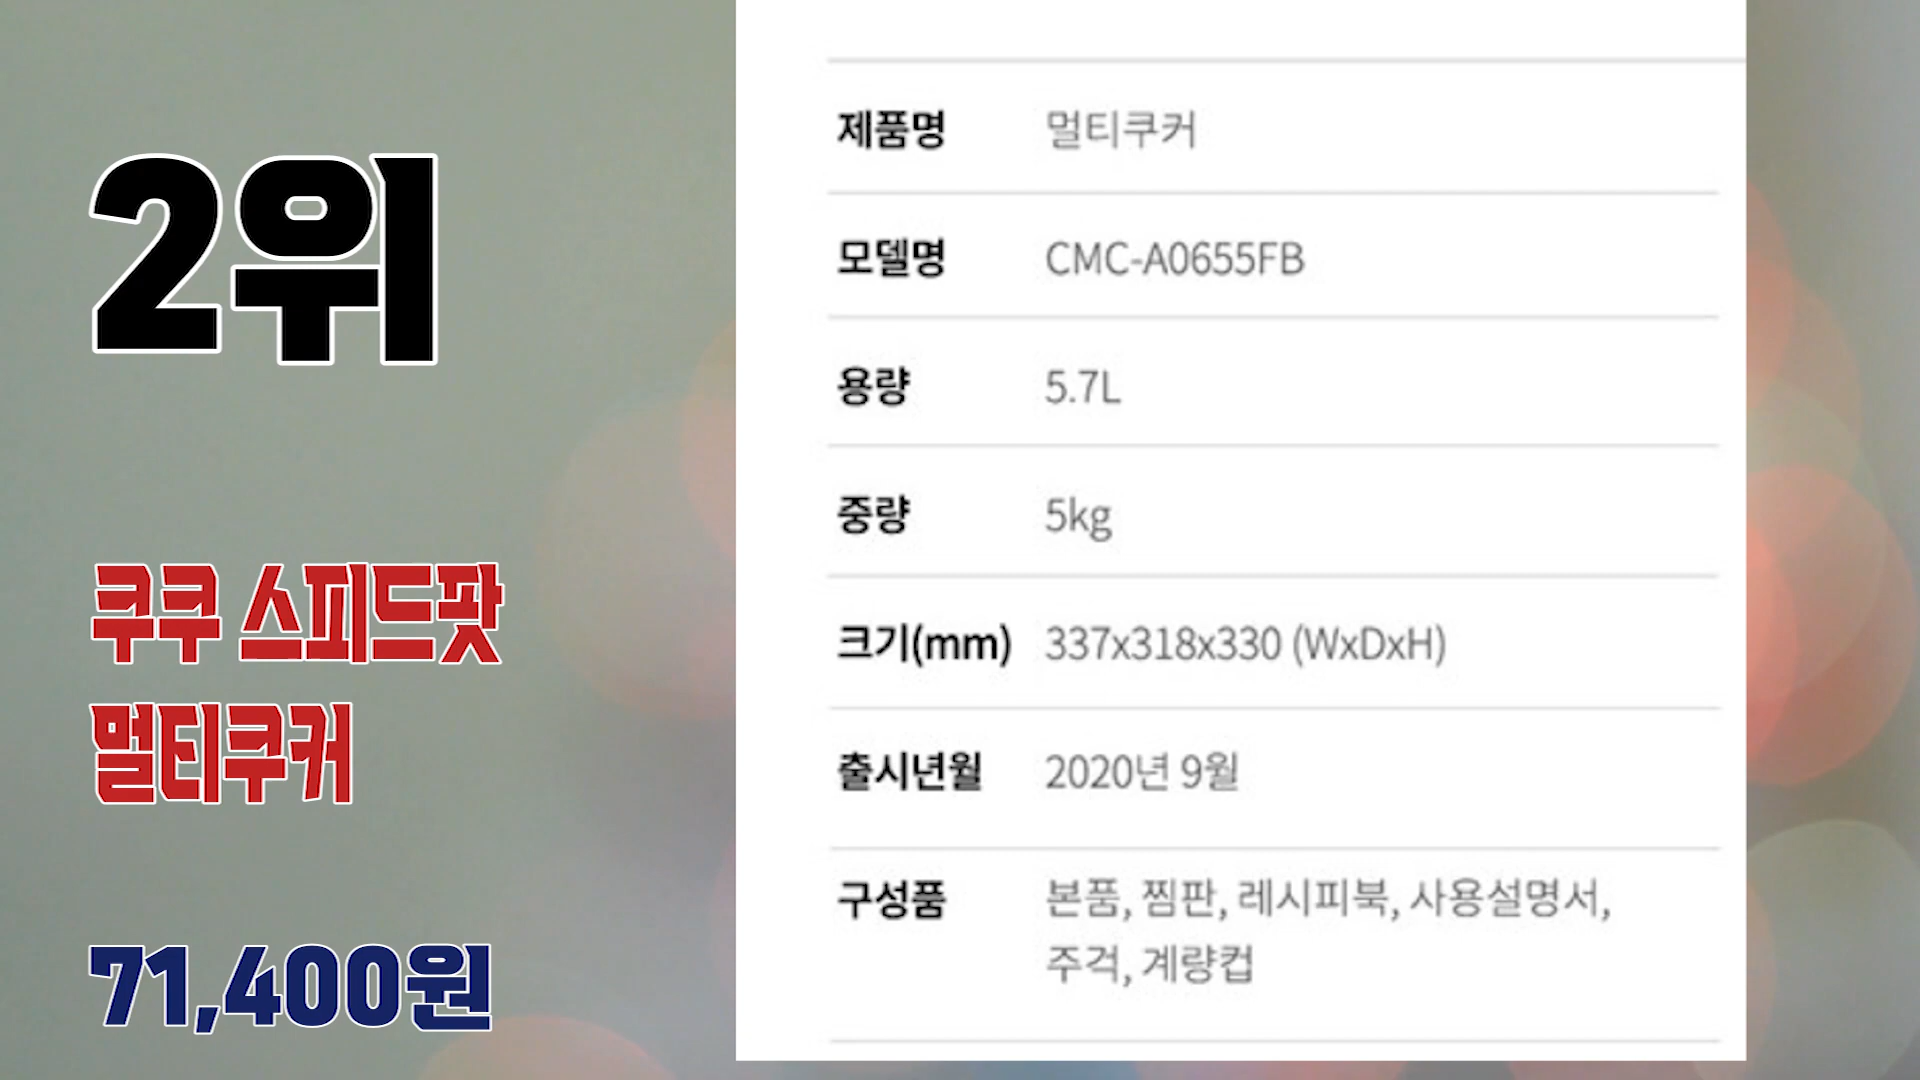 2위
쿠쿠 스피드팟
멀티쿠커
71,400원
제품명 멀티쿠커
모델명 CMC-A0655FB
용량 5.7L
중량 5kg
크기(mm) 337x318x330 (WxDxH)
출시년월 2020년 9월
구성품 본품, 찜판, 레시피북, 사용설명서,
주걱, 계량컵